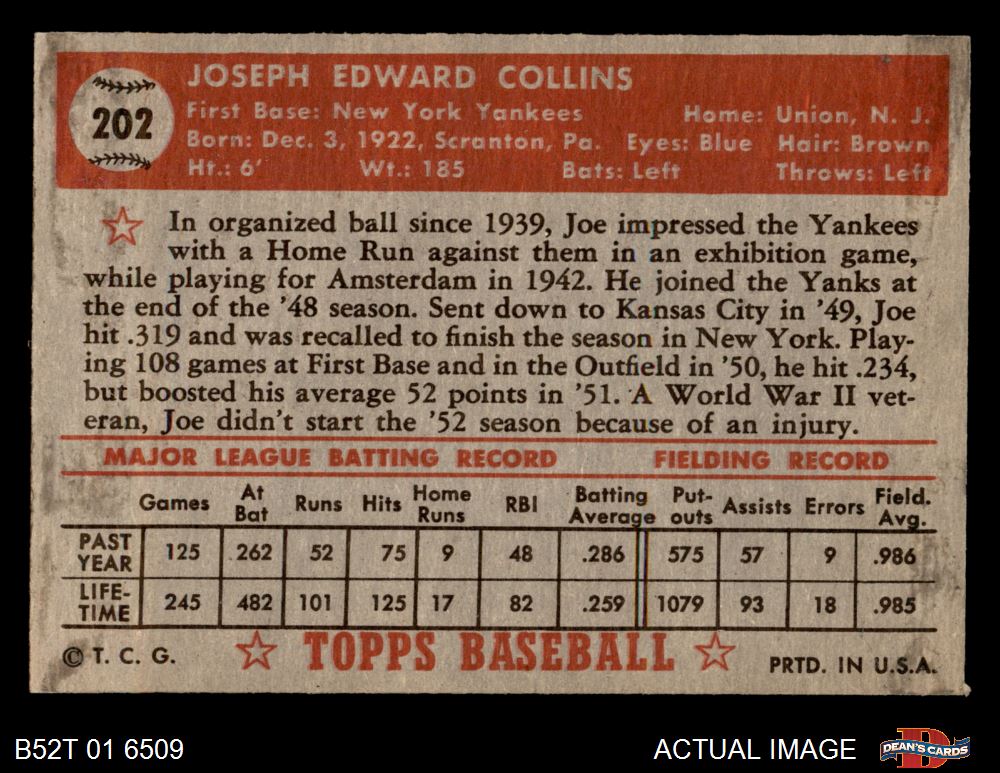 JOSEPH EDWARD COLLINS
202
First Base: New York Yankees Home: Union, N. J.
Born: Dec. 3, 1922, Scranton, Pa. Eyes: Blue Hair: Brown
Ht.: 6' Wt.: 185 Bats: Left Throws: Left
In organized ball since 1939, Joe impressed the Yankees
with a Home Run against them in an exhibition game,
while playing for Amsterdam in 1942. He joined the Yanks at
the end of the '48 season. Sent down to Kansas City in '49, Joe
hit .319 and was recalled to finish the season in New York. Play-
ing 108 games at First Base and in the Outfield in '50, he hit .234,
but boosted his average 52 points in '51. A World War II vet-
eran, Joe didn't start the '52 season because of an injury.
MAJOR LEAGUE BATTING RECORD FIELDING RECORD
Games At Bat Runs Hits Home Runs RBI Batting Average Put-outs Assists Errors Field. Avg.
PAST YEAR 125 262 52 75 9 48 .286 575 57 9 .986
LIFE-TIME 245 482 101 125 17 82 .259 1079 93 18 .985
© T. C. G. TOPPS BASEBALL PRTD. IN U.S.A.
B52T 01 6509 ACTUAL IMAGE DEAN'S CARDS